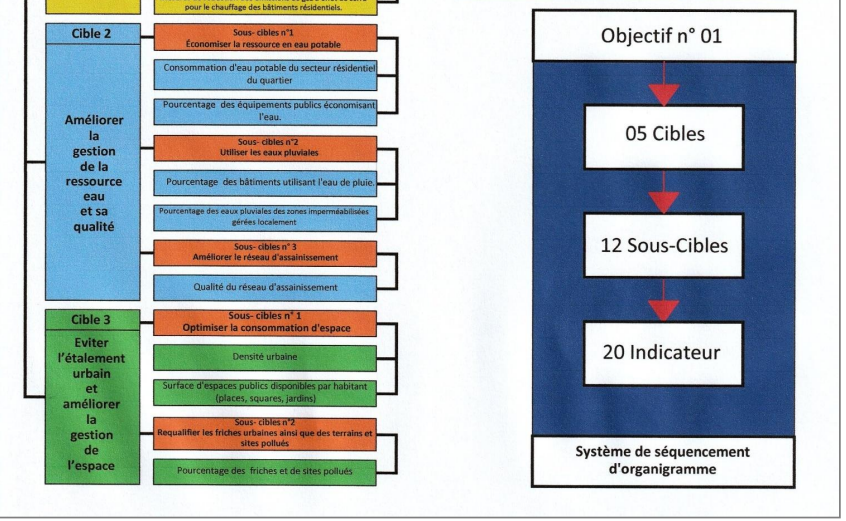 pour le chauffage des bâtiments résidentiels.
Cible 2
Améliorer
la
gestion
de la
ressource
eau
et sa
qualité
Sous- cibles n°1
Économiser la ressource en eau potable
Consommation d'eau potable du secteur résidentiel
du quartier
Pourcentage des équipements publics économisant
l'eau.
Sous- cibles n°2
Utiliser les eaux pluviales
Pourcentage des bâtiments utilisant l'eau de pluie.
Pourcentage des eaux pluviales des zones imperméabilisées
gérées localement
Sous- cibles n° 3
Améliorer le réseau d'assainissement
Qualité du réseau d'assainissement
Cible 3
Eviter
l'étalement
urbain
et
améliorer
la
gestion
de
l'espace
Sous- cibles n° 1
Optimiser la consommation d'espace
Densité urbaine
Surface d'espaces publics disponibles par habitant
(places, squares, jardins)
Sous- cibles n°2
Requalifier les friches urbaines ainsi que des terrains et
sites pollués
Pourcentage des friches et de sites pollués
Objectif n° 01
05 Cibles
12 Sous-Cibles
20 Indicateur
Système de séquencement
d'organigramme